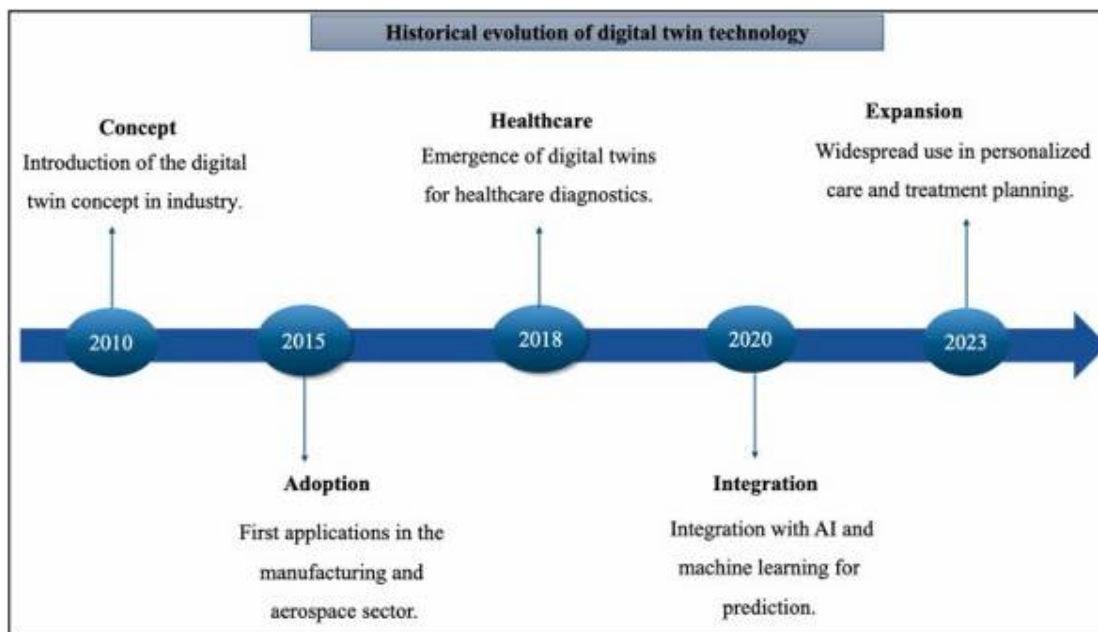 Historical evolution of digital twin technology
Concept
Introduction of the digital
twin concept in industry.
Healthcare
Emergence of digital twins
for healthcare diagnostics.
Expansion
Widespread use in personalized
care and treatment planning.
2010
2015
2018
2020
2023
Adoption
First applications in the
manufacturing and
aerospace sector.
Integration
Integration with AI and
machine learning for
prediction.